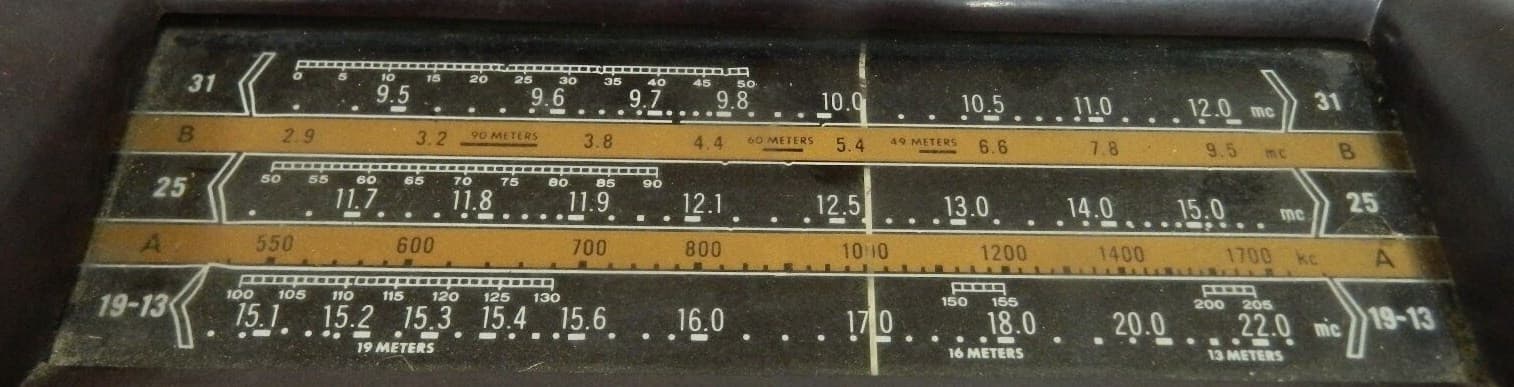 0 5 10 15 20 25 30 35 40 45 50
31 9.5 9.6 9.7 9.8 10.0 10.5 11.0 12.0 mc 31
B 2.9 3.2 90 METERS 3.8 4.4 60 METERS 5.4 49 METERS 6.6 7.8 9.5 mc B
50 55 60 65 70 75 80 85 90
25 11.7 11.8 11.9 12.1 12.5 13.0 14.0 15.0 mc 25
A 550 600 700 800 1000 1200 1400 1700 kc A
100 105 110 115 120 125 130 150 155 200 205
19-13 15.1 15.2 15.3 15.4 15.6 16.0 17.0 18.0 20.0 22.0 mc 19-13
19 METERS 16 METERS 13 METERS